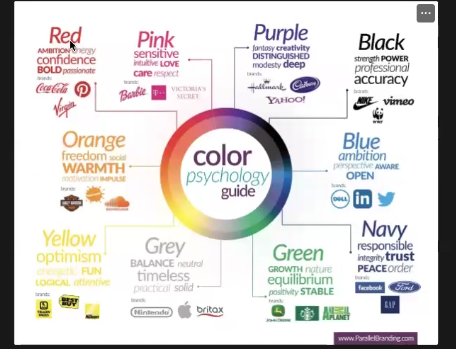 Red
AMBITION energy
confidence
BOLD passionate
brands:
Coca-Cola
Virgin
Pink
sensitive
intuitive LOVE
care respect
brands:
Barbie T
VICTORIA'S
SECRET
Purple
fantasy creativity
DISTINGUISHED
modesty deep
brands:
Hallmark Cadbury
YAHOO!
Black
strength POWER
professional
accuracy
brands:
NIKE vimeo
WWF
Orange
freedom social
WARMTH
motivation IMPULSE
brands:
HARLEY-DAVIDSON
SOUNDCLOUD
color
psychology
guide
Blue
ambition
perspective AWARE
OPEN
brands:
DELL in
Yellow
optimism
energetic FUN
LOGICAL attentive
brands:
BEST
BUY
Nikon
Grey
BALANCE neutral
timeless
practical solid
brands:
Nintendo
britax
Green
GROWTH nature
equilibrium
positivity STABLE
brands:
JOHN DEERE
ANIMAL
PLANET
Navy
responsible
integrity trust
PEACE order
brands:
facebook Ford
GAP
www.ParallelBranding.com